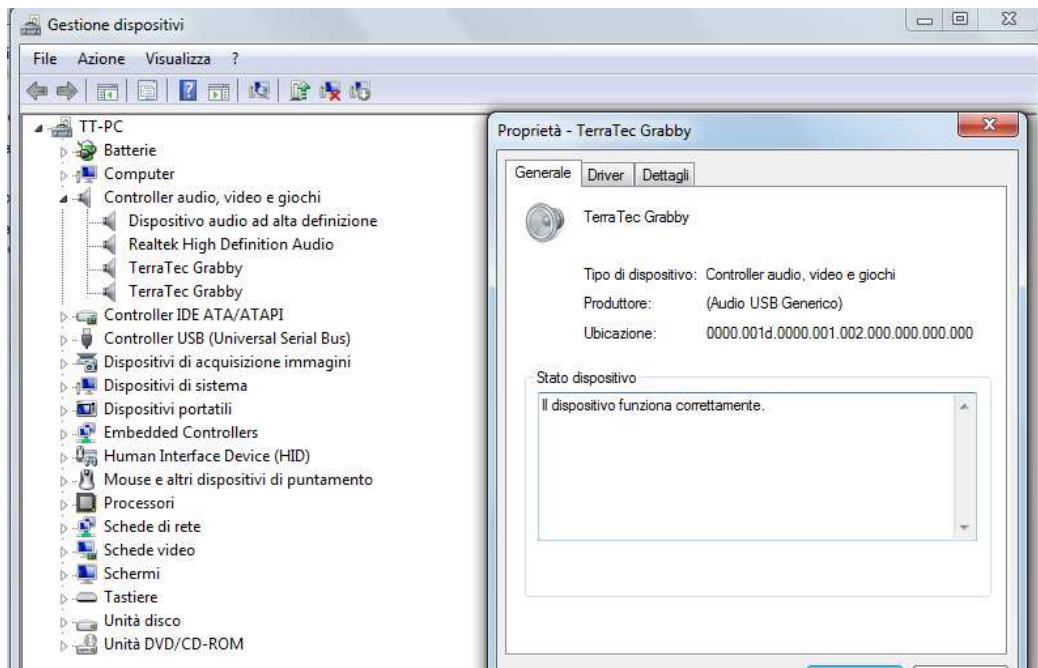 Gestione dispositivi
File Azione Visualizza ?
TT-PC
Batterie
Computer
Controller audio, video e giochi
Dispositivo audio ad alta definizione
Realtek High Definition Audio
TerraTec Grabby
TerraTec Grabby
Controller IDE ATA/ATAPI
Controller USB (Universal Serial Bus)
Dispositivi di acquisizione immagini
Dispositivi di sistema
Dispositivi portatili
Embedded Controllers
Human Interface Device (HID)
Mouse e altri dispositivi di puntamento
Processori
Schede di rete
Schede video
Schermi
Tastiere
Unità disco
Unità DVD/CD-ROM
Proprietà - TerraTec Grabby
Generale Driver Dettagli
TerraTec Grabby
Tipo di dispositivo: Controller audio, video e giochi
Produttore: (Audio USB Generico)
Ubicazione: 0000.001d.0000.001.002.000.000.000.000
Stato dispositivo
Il dispositivo funziona correttamente.